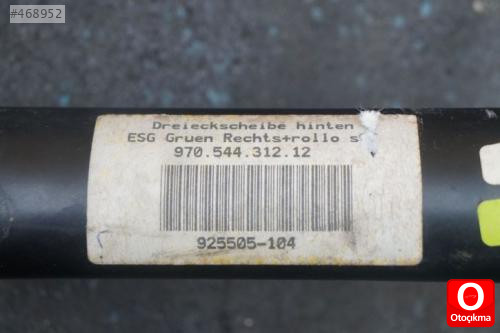 #468952
Dreieckscheibe hinten
ESG Gruen Rechts+rollo s
970.544.312.12
925505-104
O
Otoçıkma